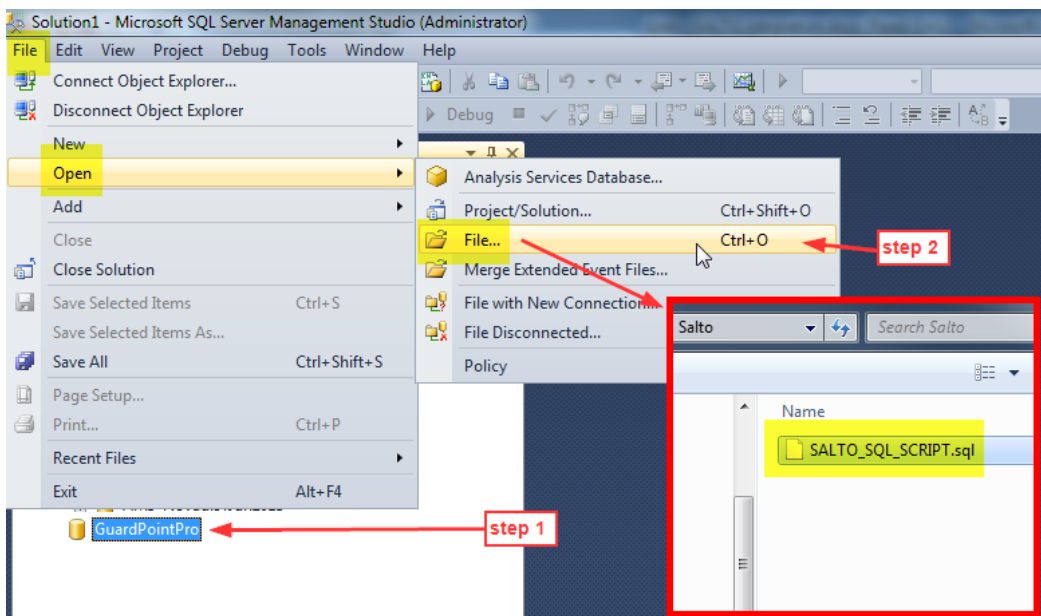 Solution1 - Microsoft SQL Server Management Studio (Administrator)
File Edit View Project Debug Tools Window Help
Connect Object Explorer...
Disconnect Object Explorer
Debug
New
Open
Analysis Services Database...
Add
Project/Solution... Ctrl+Shift+O
Close
File... Ctrl+O
step 2
Close Solution
Merge Extended Event Files...
Save Selected Items Ctrl+S
File with New Connection...
Save Selected Items As...
File Disconnected...
Salto
Search Salto
Save All Ctrl+Shift+S
Policy
Page Setup...
Name
Print... Ctrl+P
SALTO_SQL_SCRIPT.sql
Recent Files
Exit Alt+F4
GuardPointPro
step 1